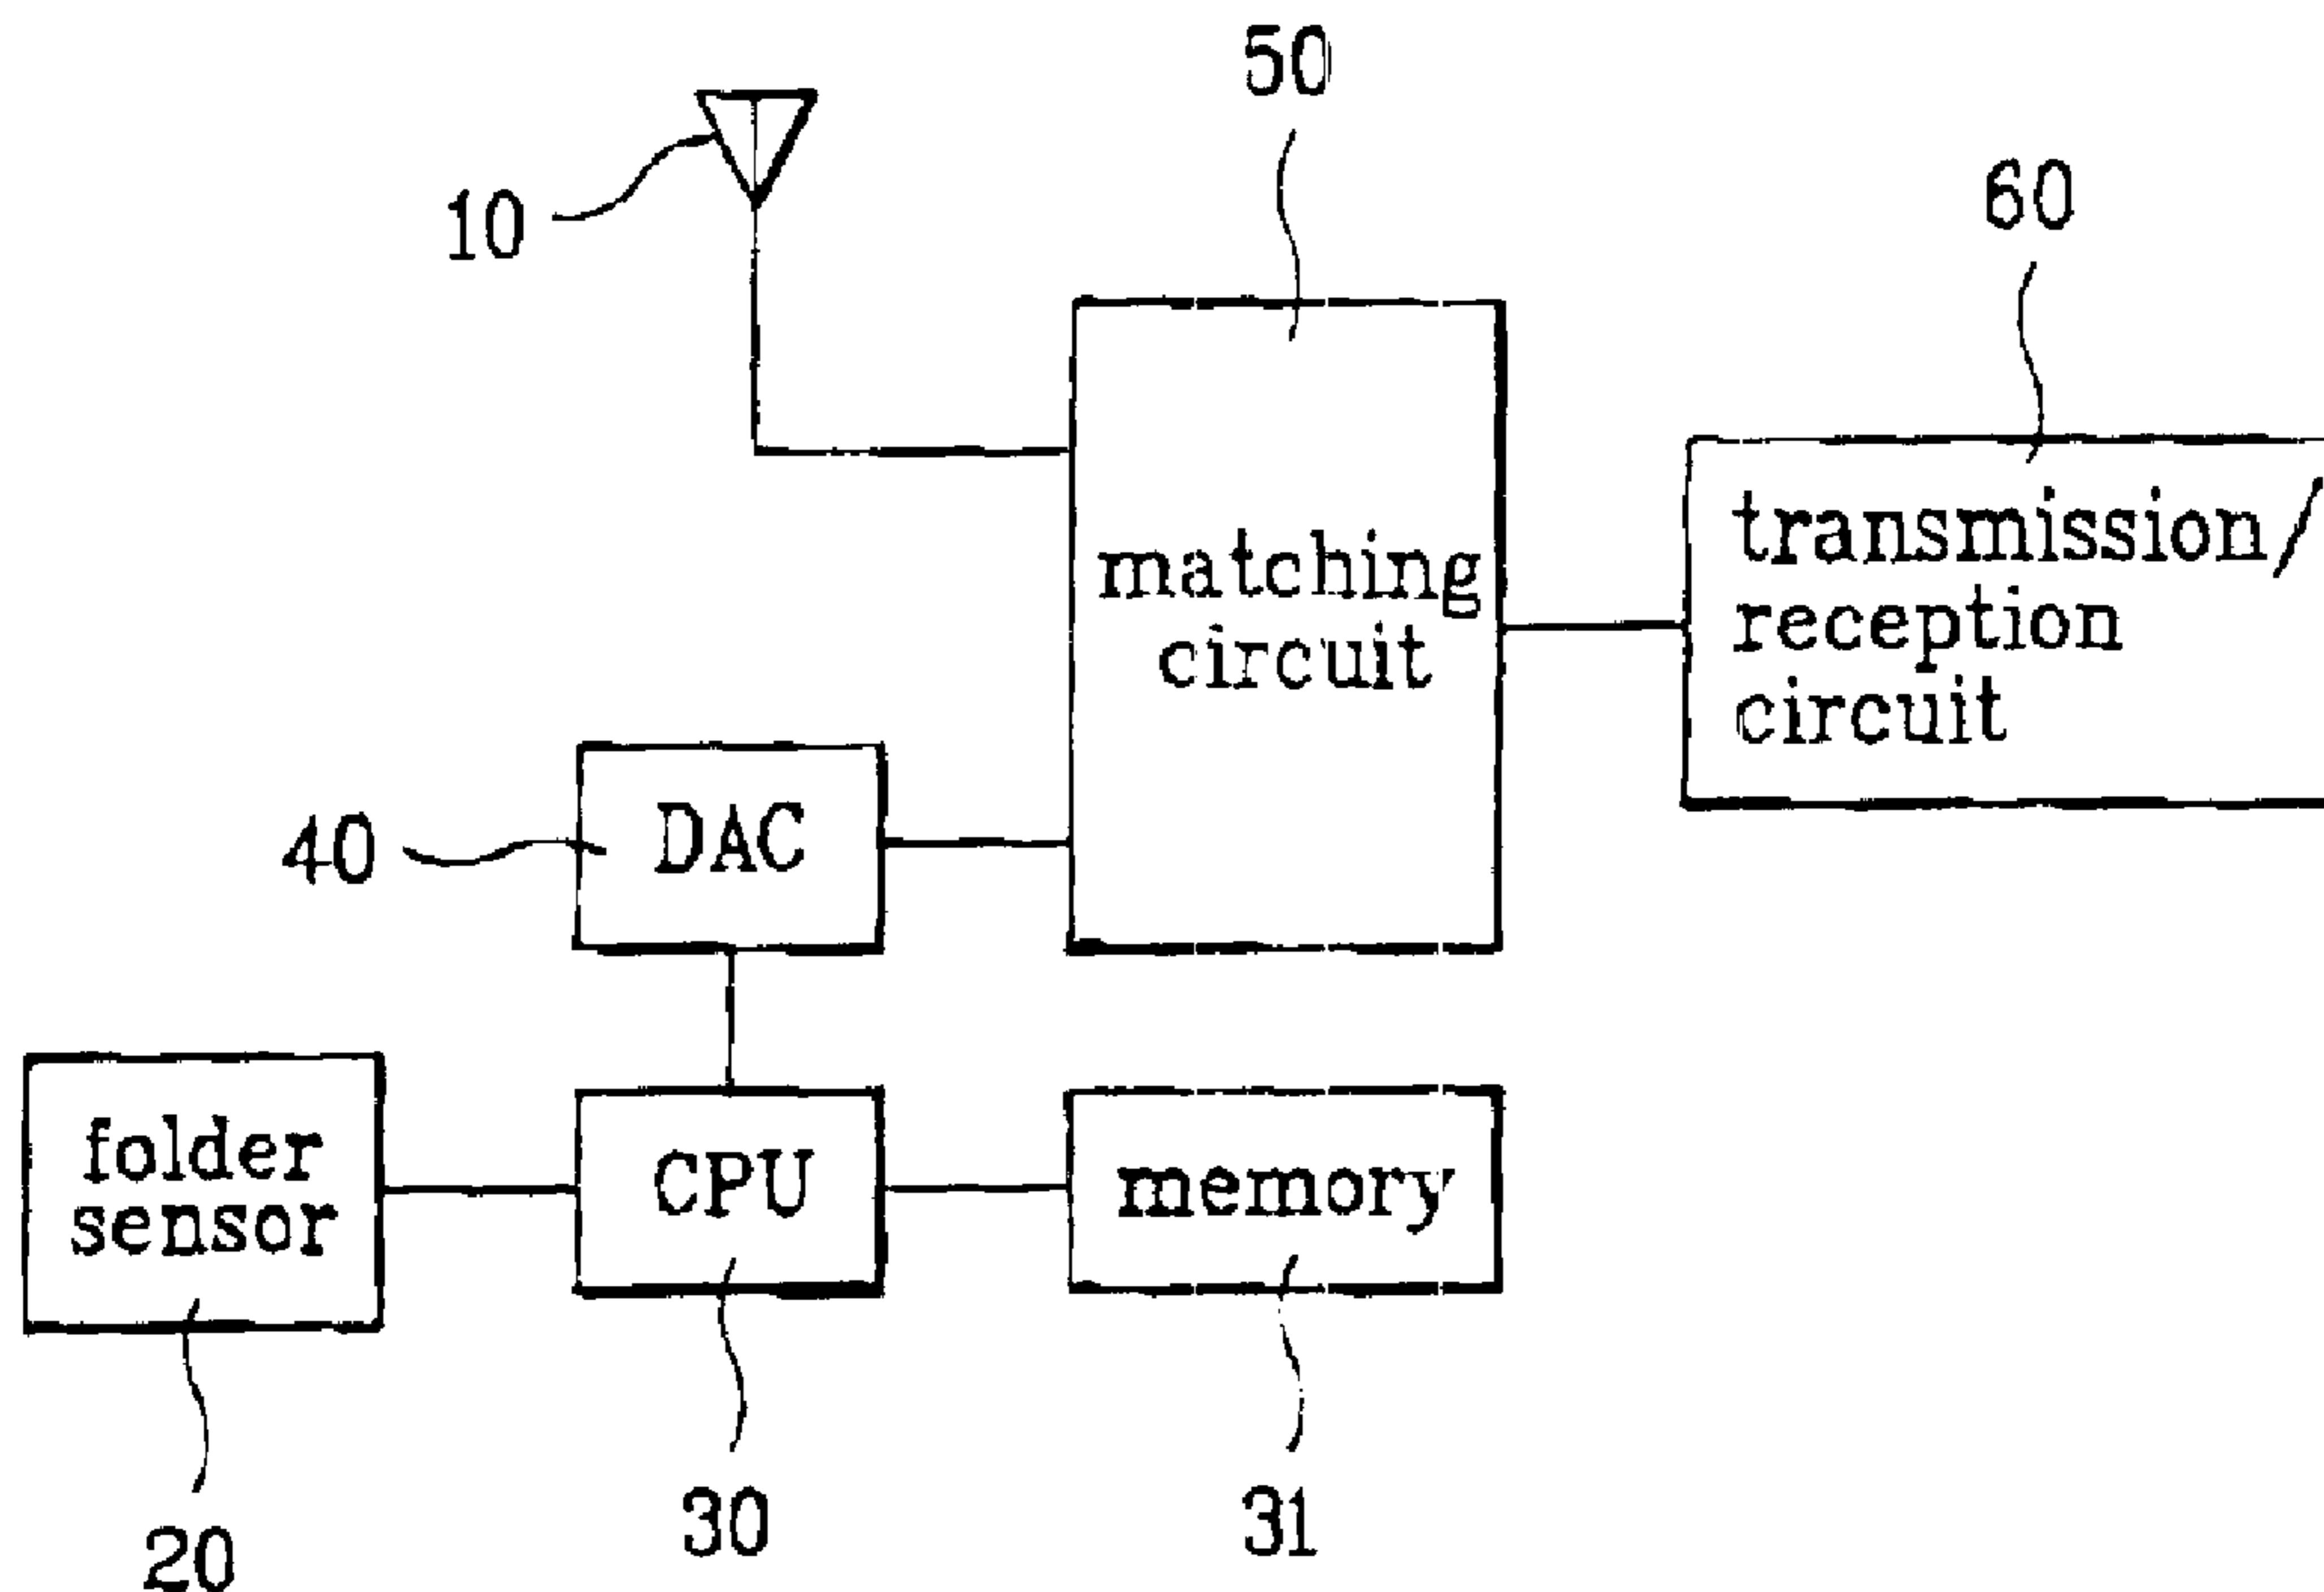 50
60
10
matching
circuit
transmission/
reception
circuit
40
DAC
folder
sensor
CPU
memory
30
31
20